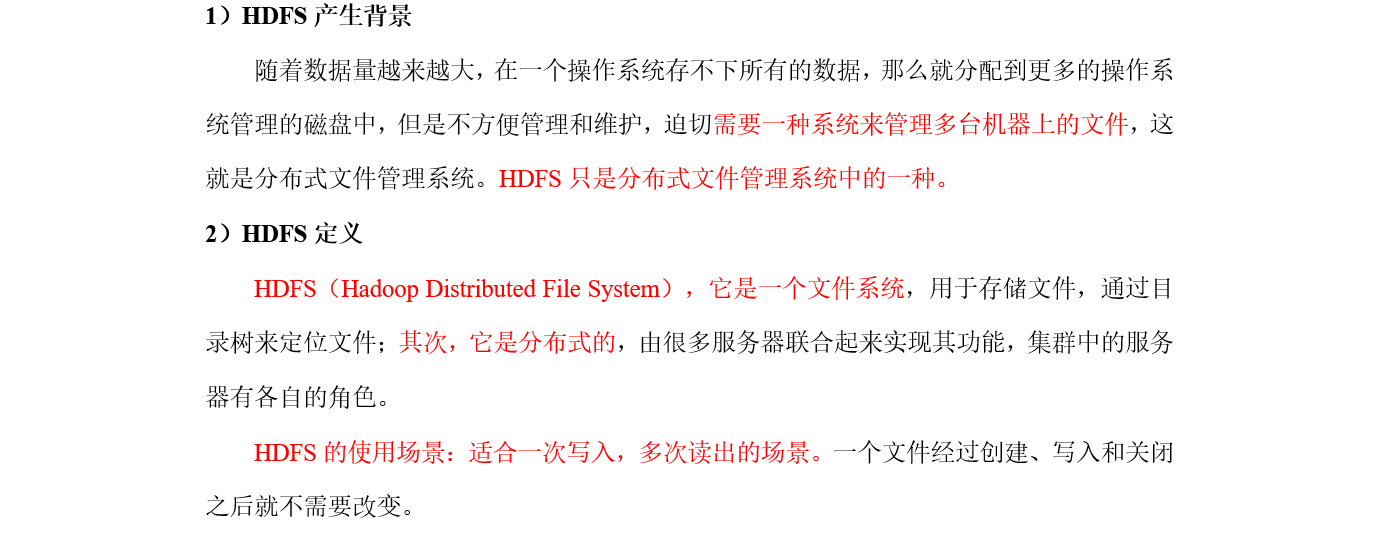 1）HDFS 产生背景
随着数据量越来越大，在一个操作系统存不下所有的数据，那么就分配到更多的操作系
统管理的磁盘中，但是不方便管理和维护，迫切需要一种系统来管理多台机器上的文件，这
就是分布式文件管理系统。HDFS 只是分布式文件管理系统中的一种。
2）HDFS 定义
HDFS（Hadoop Distributed File System），它是一个文件系统，用于存储文件，通过目
录树来定位文件；其次，它是分布式的，由很多服务器联合起来实现其功能，集群中的服务
器有各自的角色。
HDFS 的使用场景：适合一次写入，多次读出的场景。一个文件经过创建、写入和关闭
之后就不需要改变。